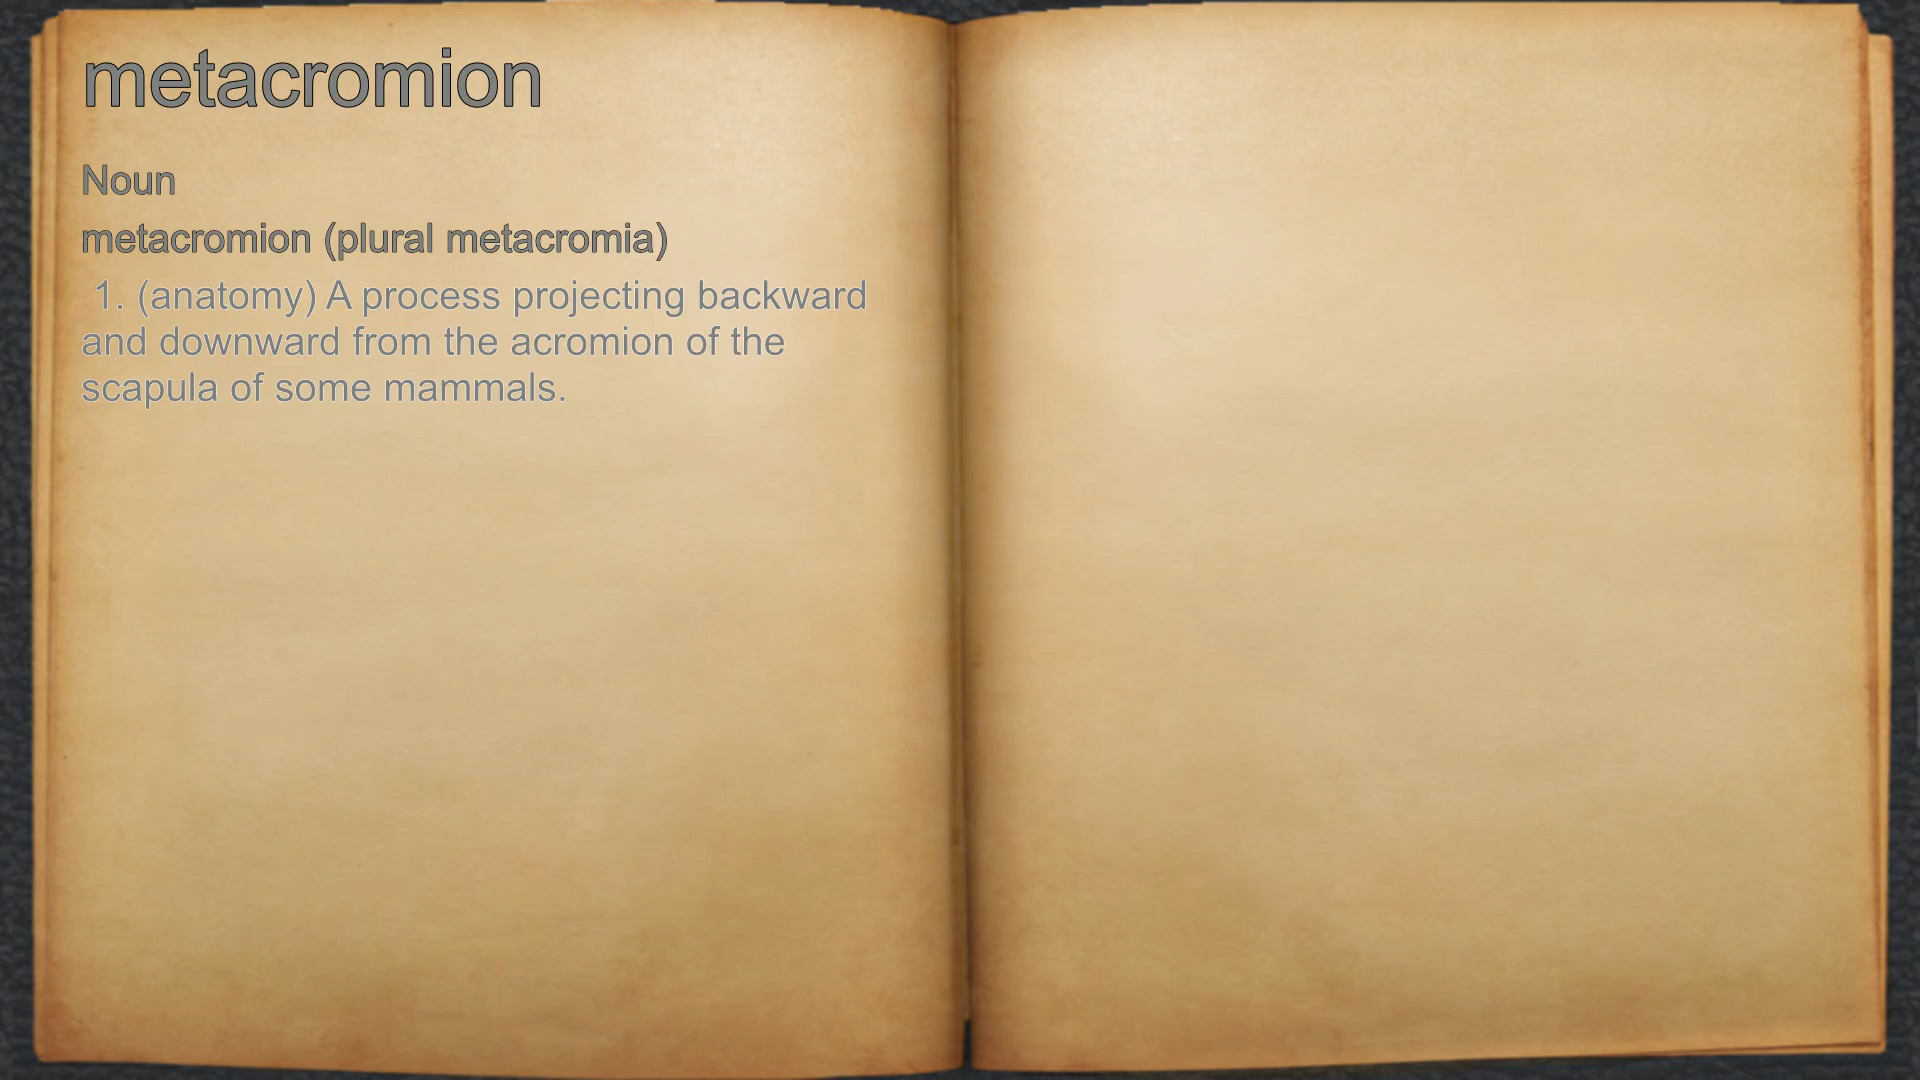 metacromion
Noun
metacromion (plural metacromia)
1. (anatomy) A process projecting backward
and downward from the acromion of the
scapula of some mammals.